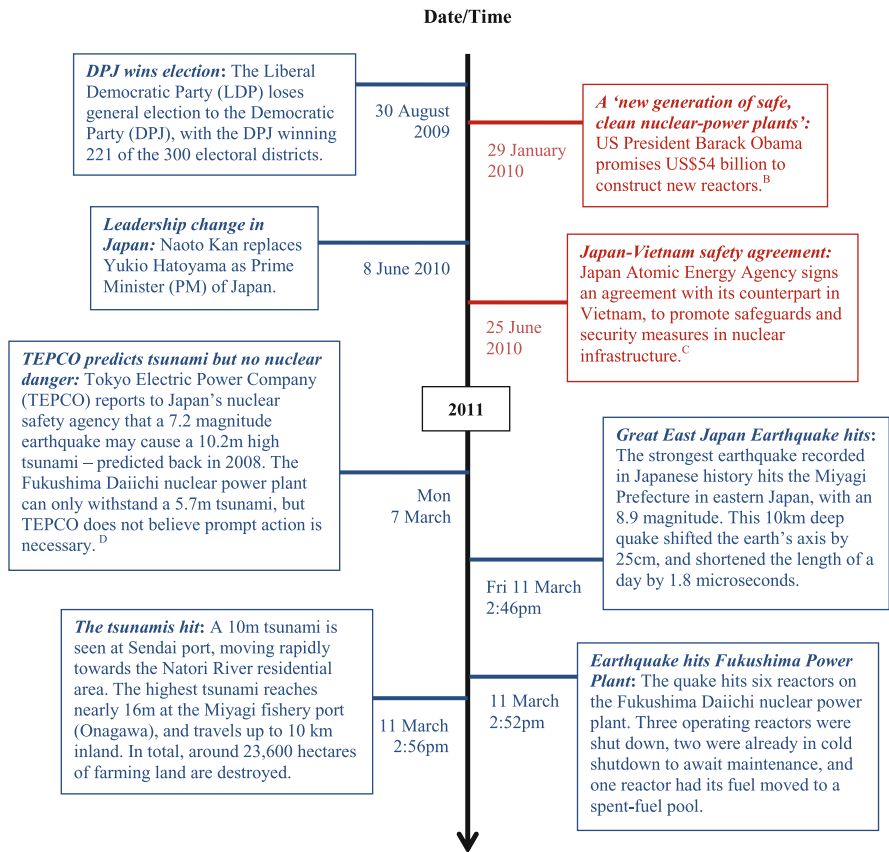 Date/Time
DPJ wins election: The Liberal
Democratic Party (LDP) loses
general election to the Democratic
Party (DPJ), with the DPJ winning
221 of the 300 electoral districts.
30 August
2009
A ‘new generation of safe,
clean nuclear-power plants’:
US President Barack Obama
promises US$54 billion to
construct new reactors.B
29 January
2010
Leadership change in
Japan: Naoto Kan replaces
Yukio Hatoyama as Prime
Minister (PM) of Japan.
8 June 2010
Japan-Vietnam safety agreement:
Japan Atomic Energy Agency signs
an agreement with its counterpart in
Vietnam, to promote safeguards and
security measures in nuclear
infrastructure.C
25 June
2010
2011
TEPCO predicts tsunami but no nuclear
danger: Tokyo Electric Power Company
(TEPCO) reports to Japan’s nuclear
safety agency that a 7.2 magnitude
earthquake may cause a 10.2m high
tsunami – predicted back in 2008. The
Fukushima Daiichi nuclear power plant
can only withstand a 5.7m tsunami, but
TEPCO does not believe prompt action is
necessary. D
Mon
7 March
Great East Japan Earthquake hits:
The strongest earthquake recorded
in Japanese history hits the Miyagi
Prefecture in eastern Japan, with an
8.9 magnitude. This 10km deep
quake shifted the earth’s axis by
25cm, and shortened the length of a
day by 1.8 microseconds.
Fri 11 March
2:46pm
Earthquake hits Fukushima Power
Plant: The quake hits six reactors on
the Fukushima Daiichi nuclear power
plant. Three operating reactors were
shut down, two were already in cold
shutdown to await maintenance, and
one reactor had its fuel moved to a
spent-fuel pool.
11 March
2:52pm
The tsunamis hit: A 10m tsunami is
seen at Sendai port, moving rapidly
towards the Natori River residential
area. The highest tsunami reaches
nearly 16m at the Miyagi fishery port
(Onagawa), and travels up to 10 km
inland. In total, around 23,600 hectares
of farming land are destroyed.
11 March
2:56pm